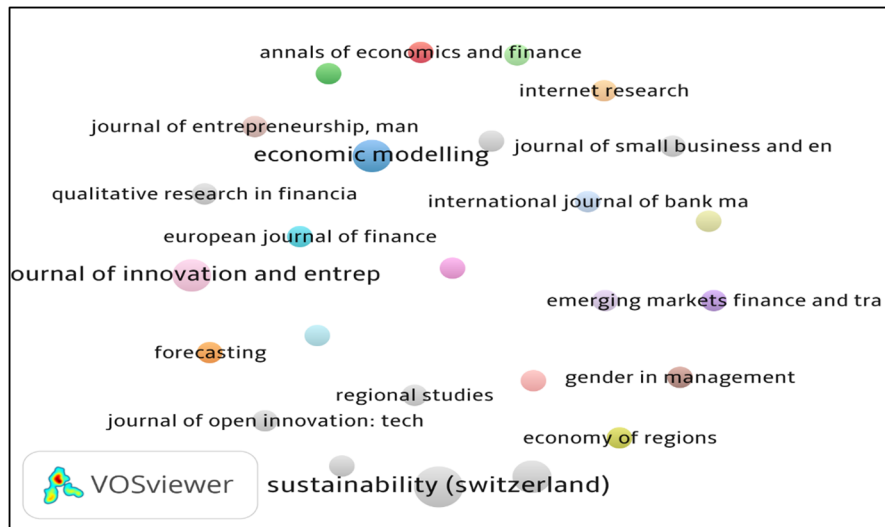 annals of economics and finance
internet research
journal of entrepreneurship, man
journal of small business and en
economic modelling
qualitative research in financia
international journal of bank ma
european journal of finance
ournal of innovation and entrep
emerging markets finance and tra
forecasting
gender in management
regional studies
journal of open innovation: tech
economy of regions
VOSviewer
sustainability (switzerland)